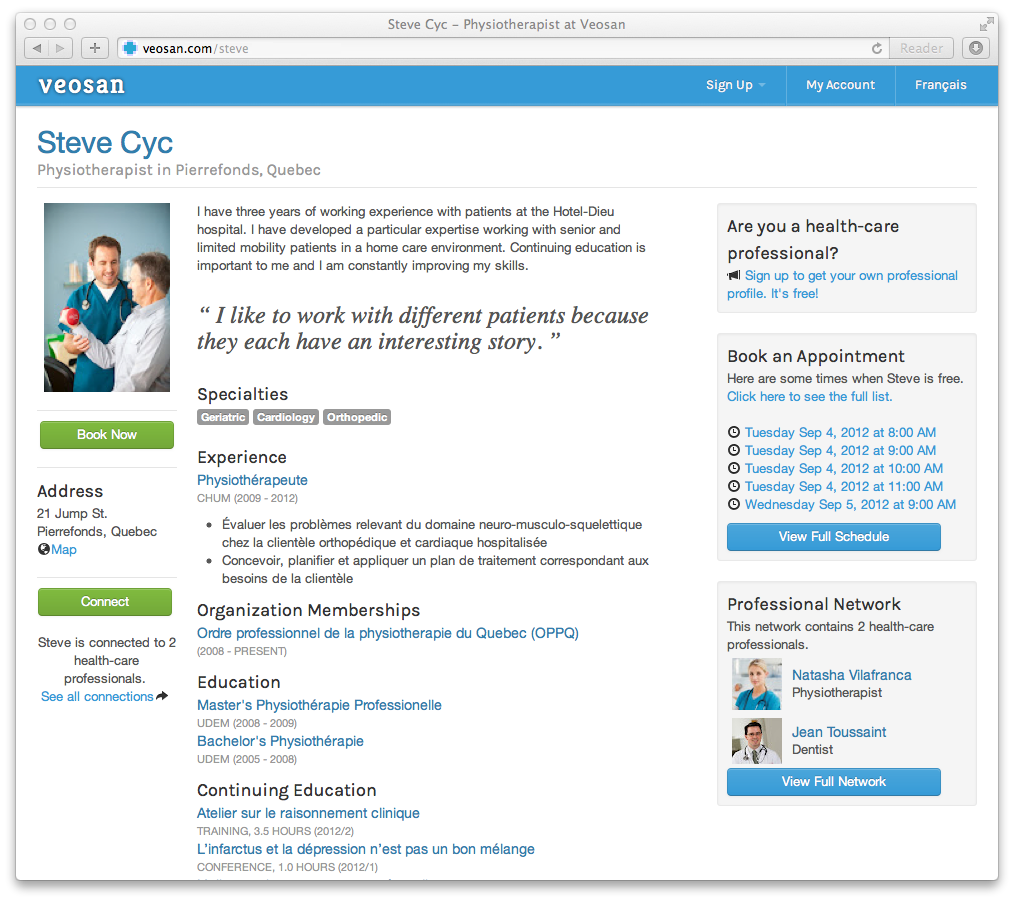 Steve Cyc – Physiotherapist at Veosan
veosan.com/steve
Reader
veosan
Sign Up
My Account
Français
Steve Cyc
Physiotherapist in Pierrefonds, Quebec
Book Now
Address
21 Jump St.
Pierrefonds, Quebec
Map
Connect
Steve is connected to 2
health-care
professionals.
See all connections
I have three years of working experience with patients at the Hotel-Dieu
hospital. I have developed a particular expertise working with senior and
limited mobility patients in a home care environment. Continuing education is
important to me and I am constantly improving my skills.
“ I like to work with different patients because
they each have an interesting story. ”
Specialties
Geriatric Cardiology Orthopedic
Experience
Physiothérapeute
CHUM (2009 - 2012)
• Évaluer les problèmes relevant du domaine neuro-musculo-squelettique
chez la clientèle orthopédique et cardiaque hospitalisée
• Concevoir, planifier et appliquer un plan de traitement correspondant aux
besoins de la clientèle
Organization Memberships
Ordre professionnel de la physiotherapie du Quebec (OPPQ)
(2008 - PRESENT)
Education
Master's Physiothérapie Professionelle
UDEM (2008 - 2009)
Bachelor's Physiothérapie
UDEM (2005 - 2008)
Continuing Education
Atelier sur le raisonnement clinique
TRAINING, 3.5 HOURS (2012/2)
L’infarctus et la dépression n’est pas un bon mélange
CONFERENCE, 1.0 HOURS (2012/1)
Are you a health-care
professional?
Sign up to get your own professional
profile. It's free!
Book an Appointment
Here are some times when Steve is free.
Click here to see the full list.
Tuesday Sep 4, 2012 at 8:00 AM
Tuesday Sep 4, 2012 at 9:00 AM
Tuesday Sep 4, 2012 at 10:00 AM
Tuesday Sep 4, 2012 at 11:00 AM
Wednesday Sep 5, 2012 at 9:00 AM
View Full Schedule
Professional Network
This network contains 2 health-care
professionals.
Natasha Vilafranca
Physiotherapist
Jean Toussaint
Dentist
View Full Network